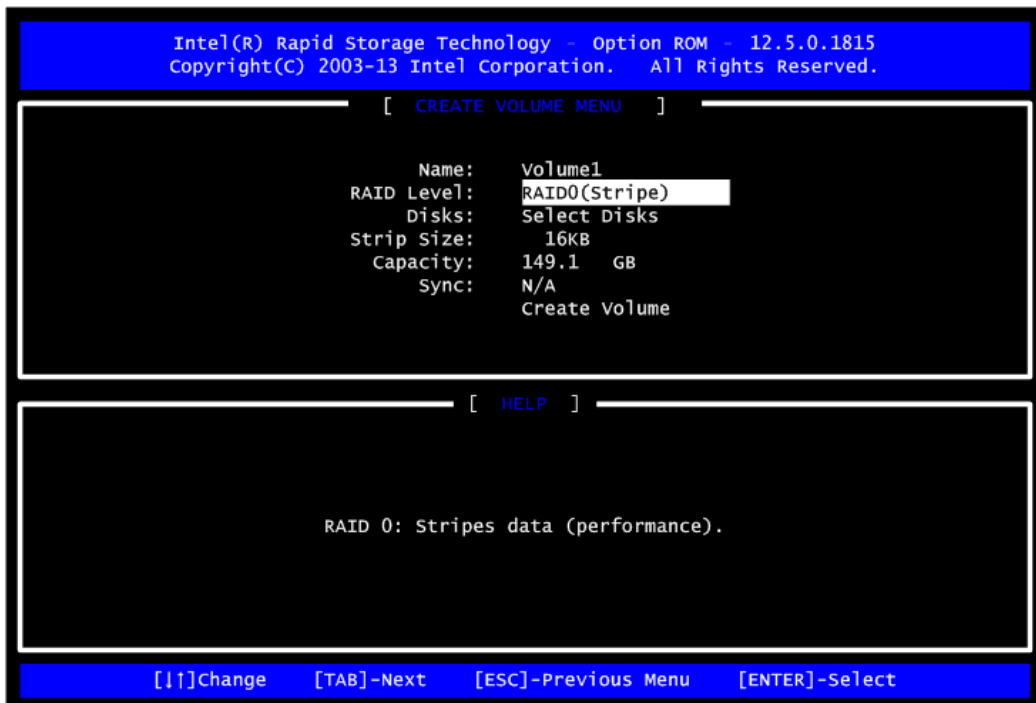 Intel(R) Rapid Storage Technology - Option ROM - 12.5.0.1815
Copyright(C) 2003-13 Intel Corporation. All Rights Reserved.
[ CREATE VOLUME MENU ]
Name: Volume1
RAID Level: RAID0(Stripe)
Disks: Select Disks
Strip Size: 16KB
Capacity: 149.1 GB
Sync: N/A
Create Volume
[ HELP ]
RAID 0: Stripes data (performance).
[↓↑]Change [TAB]-Next [ESC]-Previous Menu [ENTER]-Select